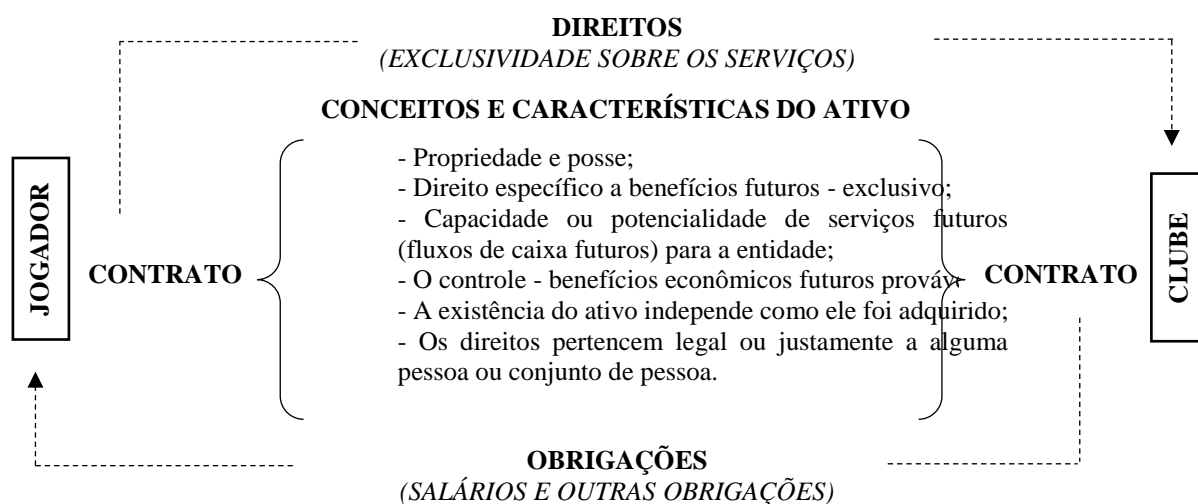 DIREITOS
(EXCLUSIVIDADE SOBRE OS SERVIÇOS)
CONCEITOS E CARACTERÍSTICAS DO ATIVO
- Propriedade e posse;
- Direito específico a benefícios futuros - exclusivo;
- Capacidade ou potencialidade de serviços futuros
(fluxos de caixa futuros) para a entidade;
- O controle - benefícios econômicos futuros
- A existência do ativo independe como ele foi adquirido;
- Os direitos pertencem legal ou justamente a alguma
pessoa ou conjunto de pessoa.
JOGADOR
CONTRATO
CONTRATO
CLUBE
OBRIGAÇÕES
(SALÁRIOS E OUTRAS OBRIGAÇÕES)